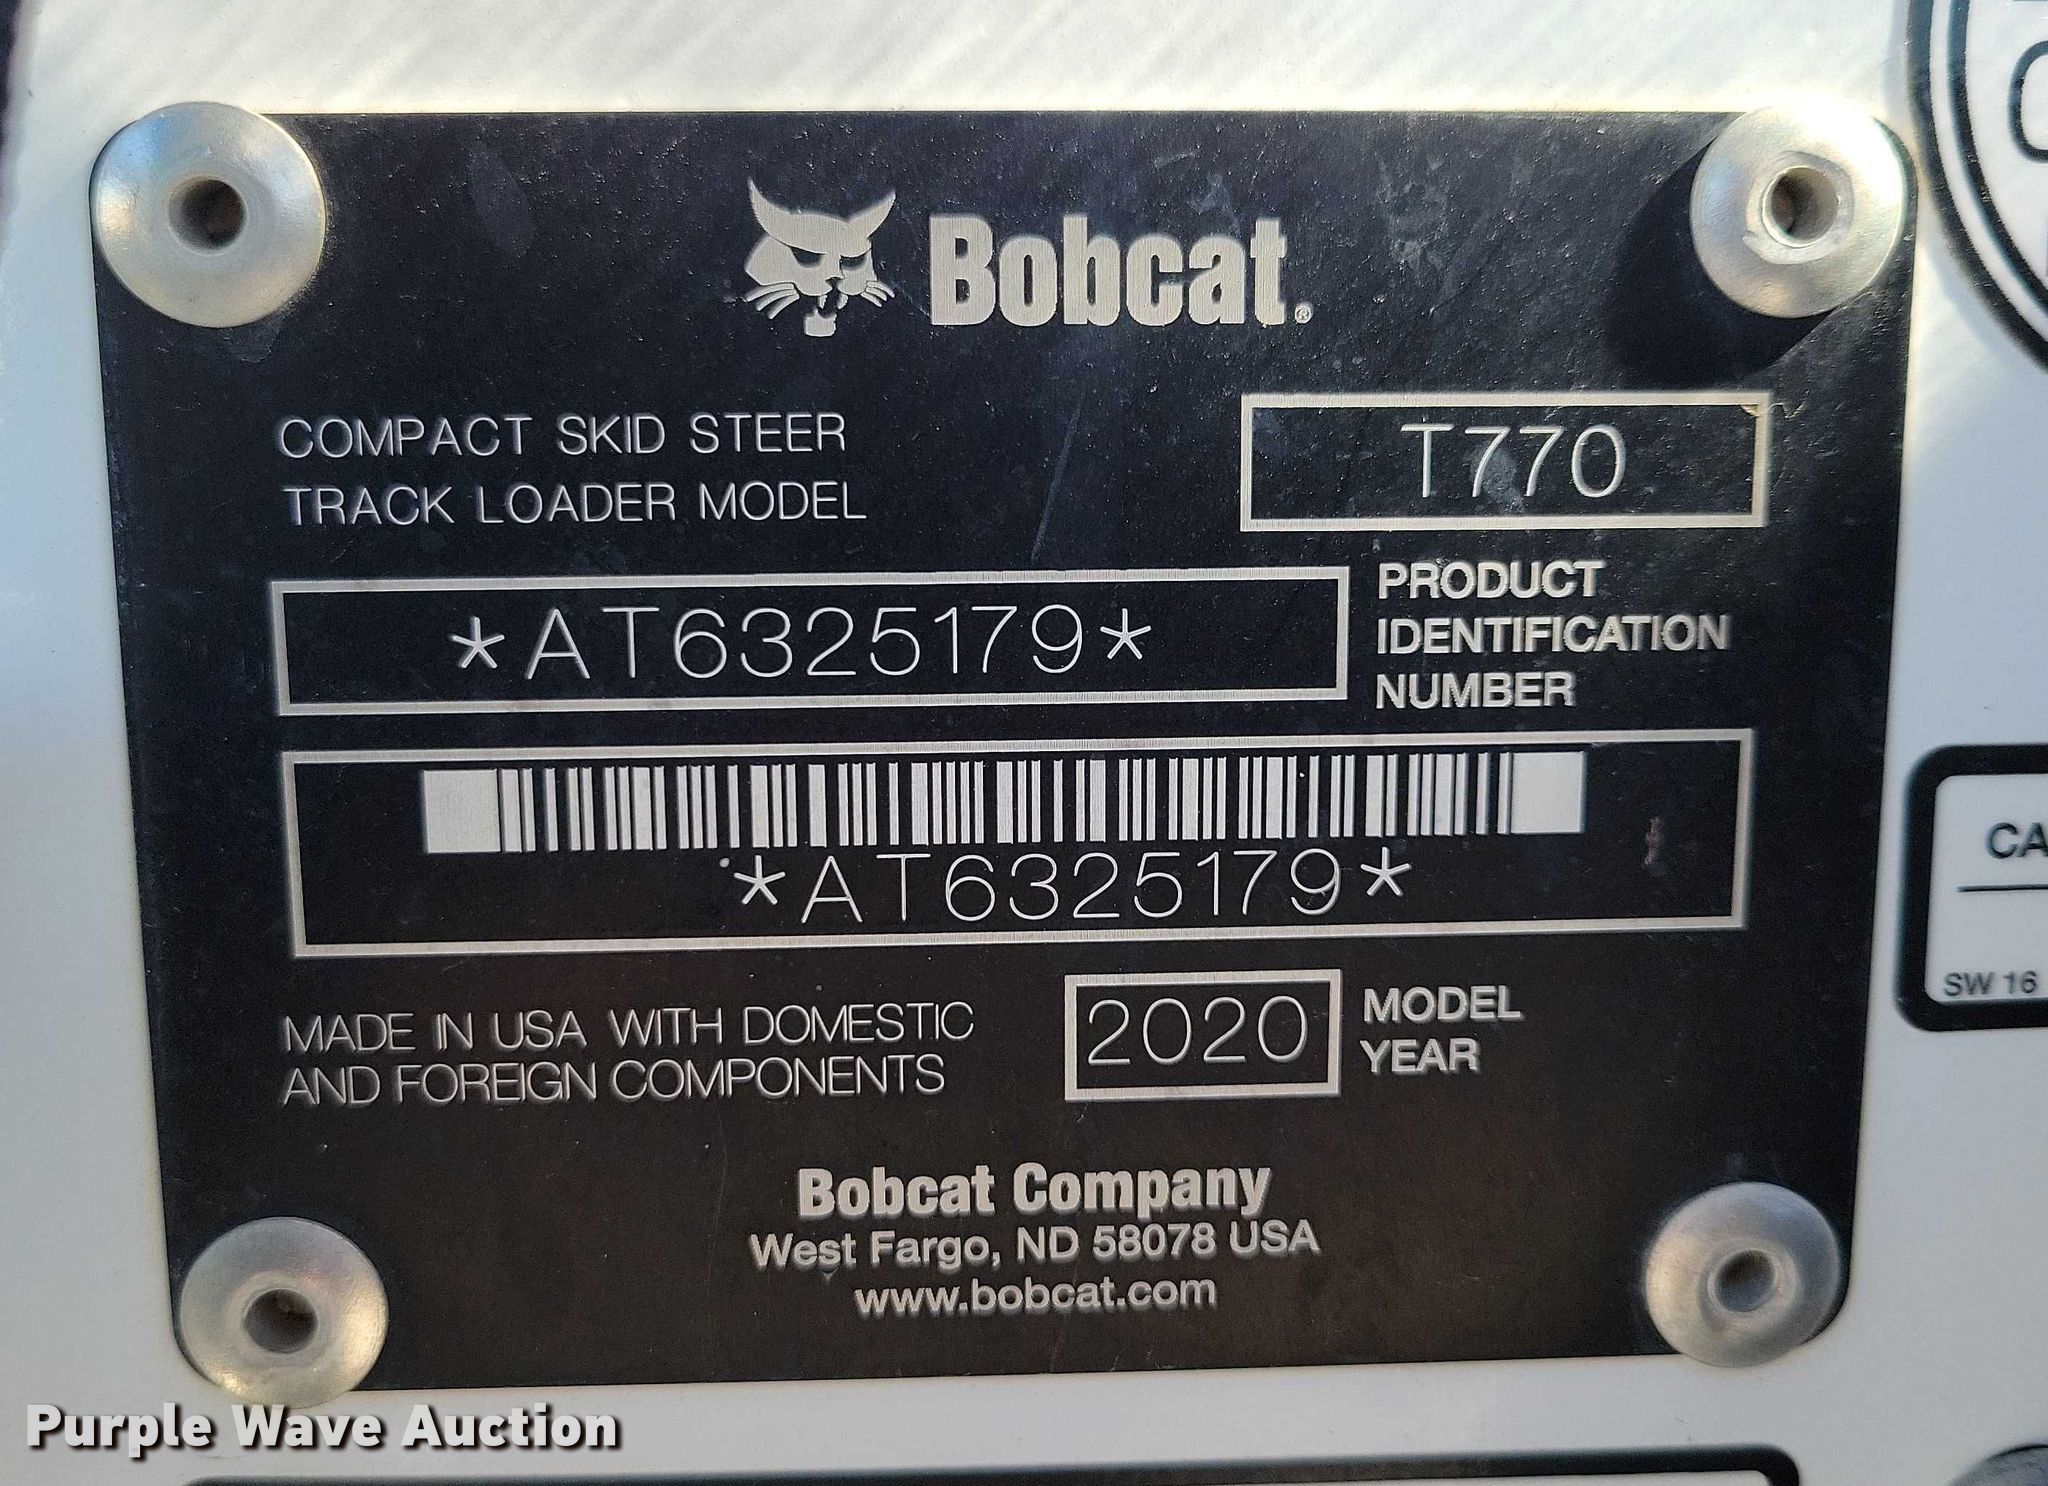 Bobcat®
COMPACT SKID STEER
TRACK LOADER MODEL
T770
*AT6325179*
PRODUCT
IDENTIFICATION
NUMBER
*AT6325179*
MADE IN USA WITH DOMESTIC
AND FOREIGN COMPONENTS
2020
MODEL
YEAR
Bobcat Company
West Fargo, ND 58078 USA
www.bobcat.com
CA
SW 16
Purple Wave Auction